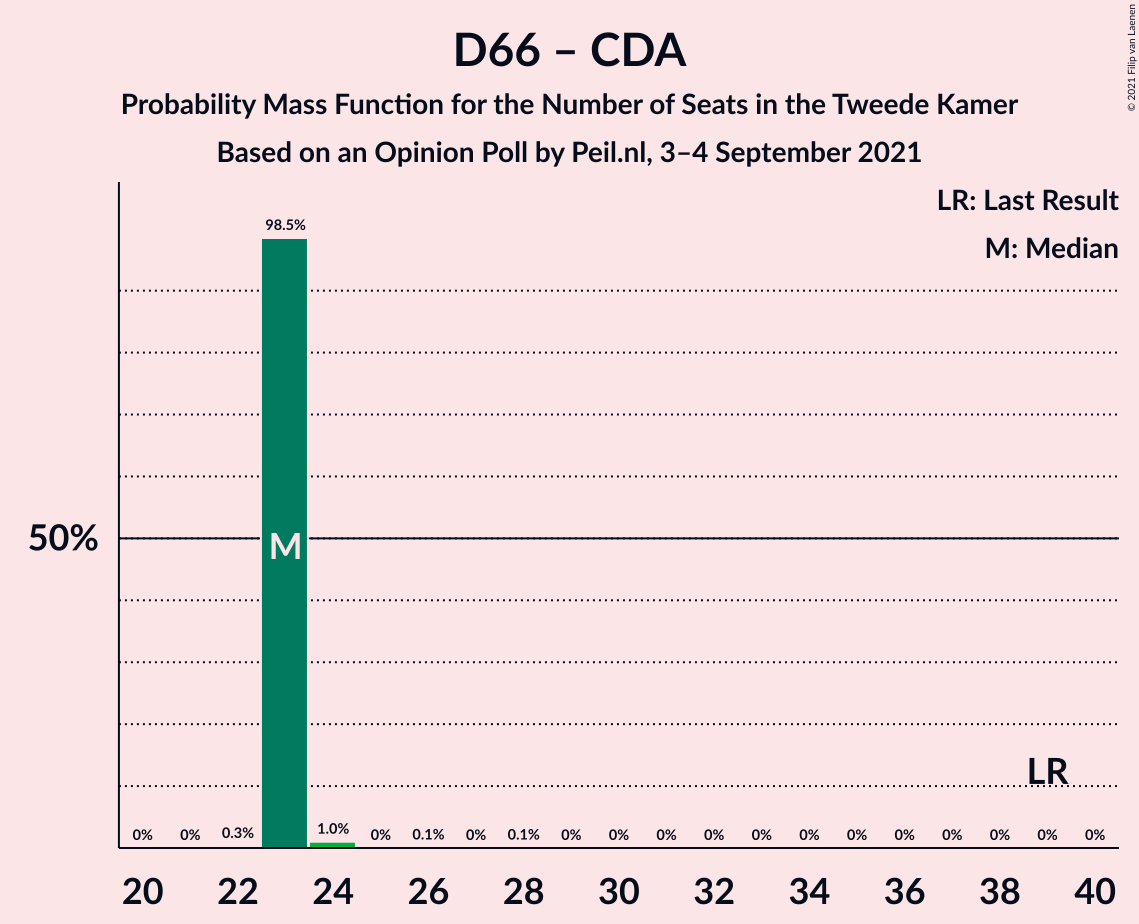 D66 – CDA
Probability Mass Function for the Number of Seats in the Tweede Kamer
Based on an Opinion Poll by Peil.nl, 3–4 September 2021
© 2021 Filip van Laenen
LR: Last Result
M: Median
98.5%
50%
M
LR
0% 0% 0.3% 1.0% 0% 0.1% 0% 0.1% 0% 0% 0% 0% 0% 0% 0% 0% 0% 0% 0% 0%
20 22 24 26 28 30 32 34 36 38 40